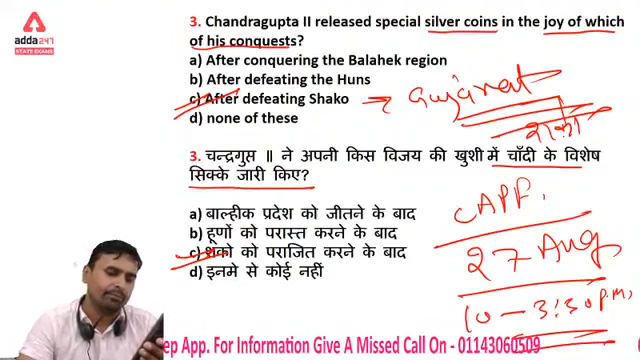 adda247
STATE EXAMS
3. Chandragupta II released special silver coins in the joy of which
of his conquests?
a) After conquering the Balahek region
b) After defeating the Huns
c) After defeating Shako
Gujarat
d) none of these
शको
3. चन्द्रगुप्त II ने अपनी किस विजय की खुशी में चाँदी के विशेष
सिक्के जारी किए?
CAPF.
a) बाल्हीक प्रदेश को जीतने के बाद
b) हूणों को परास्त करने के बाद
27 Aug
c) शकों को पराजित करने के बाद
d) इनमे से कोई नहीं
10 - 3:30 P.M,
ep App. For Information Give A Missed Call On - 01143060509